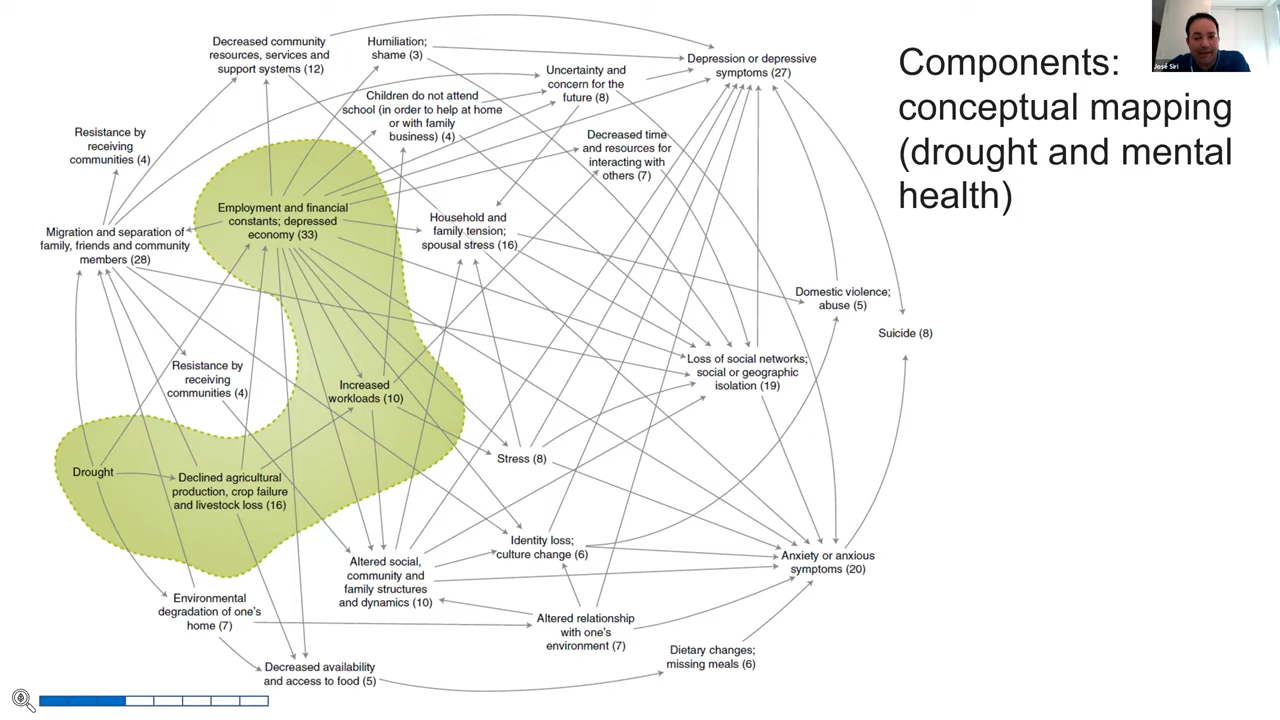 Decreased community
resources, services and
support systems (12)
Humiliation;
shame (3)
Depression or depressive
symptoms (27)
Uncertainty and
concern for the
future (8)
Children do not attend
school (in order to help at home
or with family
business) (4)
Resistance by
receiving
communities (4)
Decreased time
and resources for
interacting with
others (7)
Employment and financial
constants; depressed
economy (33)
Household and
family tension;
spousal stress (16)
Migration and separation of
family, friends and community
members (28)
Domestic violence;
abuse (5)
Suicide (8)
Resistance by
receiving
communities (4)
Increased
workloads (10)
Loss of social networks;
social or geographic
isolation (19)
Stress (8)
Drought
Declined agricultural
production, crop failure
and livestock loss (16)
Identity loss;
culture change (6)
Anxiety or anxious
symptoms (20)
Altered social,
community and
family structures
and dynamics (10)
Environmental
degradation of one's
home (7)
Altered relationship
with one's
environment (7)
Dietary changes;
missing meals (6)
Decreased availability
and access to food (5)
Components:
conceptual mapping
(drought and mental
health)
José Siri